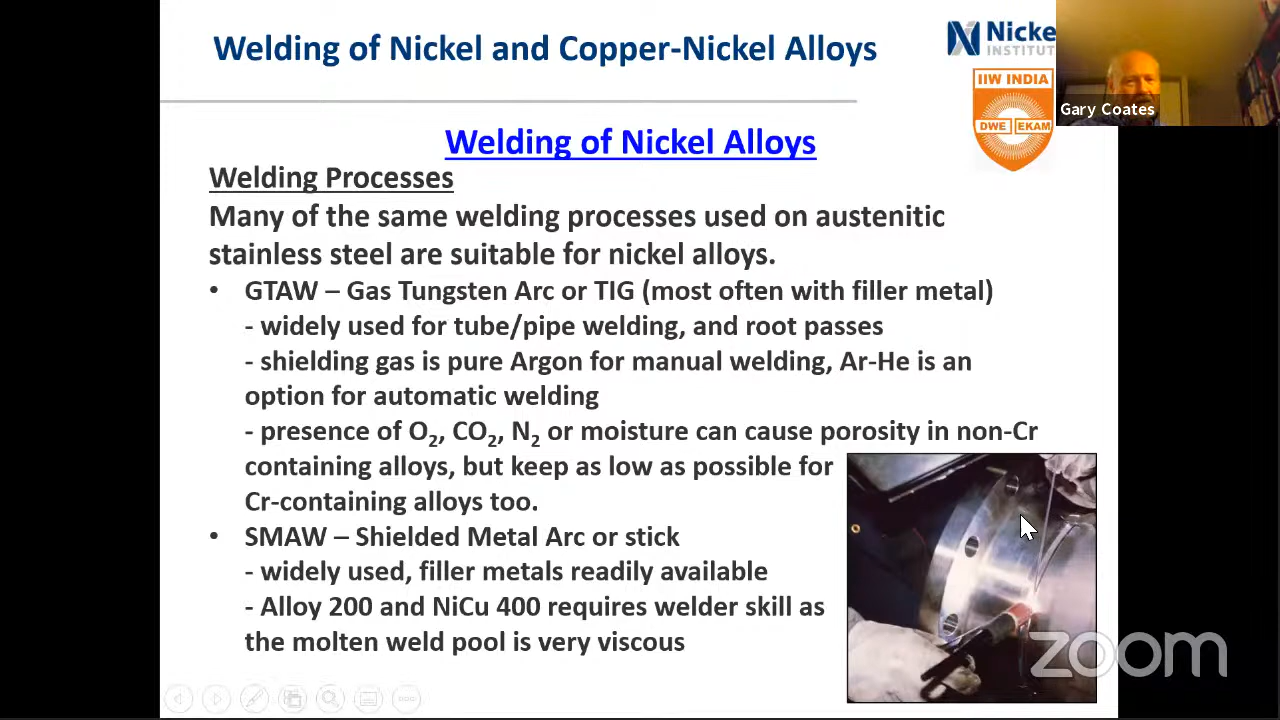 Welding of Nickel and Copper-Nickel Alloys
Nicke
INSTITUT
IIW INDIA
DWE EKAM
Gary Coates
Welding of Nickel Alloys
Welding Processes
Many of the same welding processes used on austenitic
stainless steel are suitable for nickel alloys.
• GTAW – Gas Tungsten Arc or TIG (most often with filler metal)
- widely used for tube/pipe welding, and root passes
- shielding gas is pure Argon for manual welding, Ar-He is an
option for automatic welding
- presence of O₂, CO₂, N₂ or moisture can cause porosity in non-Cr
containing alloys, but keep as low as possible for
Cr-containing alloys too.
• SMAW – Shielded Metal Arc or stick
- widely used, filler metals readily available
- Alloy 200 and NiCu 400 requires welder skill as
the molten weld pool is very viscous
zoom